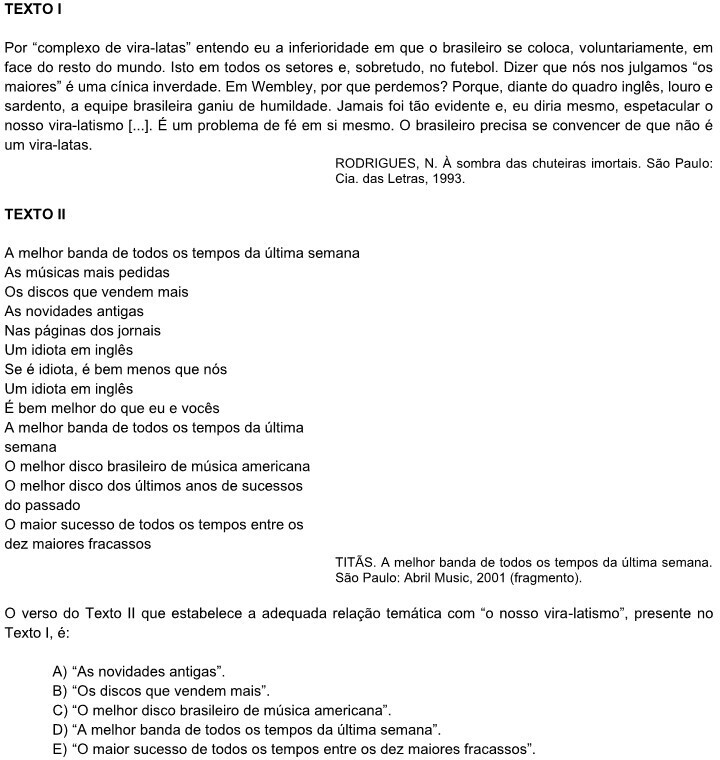 TEXTO I
Por “complexo de vira-latas” entendo eu a inferioridade em que o brasileiro se coloca, voluntariamente, em
face do resto do mundo. Isto em todos os setores e, sobretudo, no futebol. Dizer que nós nos julgamos “os
maiores” é uma cínica inverdade. Em Wembley, por que perdemos? Porque, diante do quadro inglês, louro e
sardento, a equipe brasileira ganiu de humildade. Jamais foi tão evidente e, eu diria mesmo, espetacular o
nosso vira-latismo [...]. É um problema de fé em si mesmo. O brasileiro precisa se convencer de que não é
um vira-latas.
RODRIGUES, N. À sombra das chuteiras imortais. São Paulo:
Cia. das Letras, 1993.
TEXTO II
A melhor banda de todos os tempos da última semana
As músicas mais pedidas
Os discos que vendem mais
As novidades antigas
Nas páginas dos jornais
Um idiota em inglês
Se é idiota, é bem menos que nós
Um idiota em inglês
É bem melhor do que eu e vocês
A melhor banda de todos os tempos da última
semana
O melhor disco brasileiro de música americana
O melhor disco dos últimos anos de sucessos
do passado
O maior sucesso de todos os tempos entre os
dez maiores fracassos
TITÃS. A melhor banda de todos os tempos da última semana.
São Paulo: Abril Music, 2001 (fragmento).
O verso do Texto II que estabelece a adequada relação temática com “o nosso vira-latismo”, presente no
Texto I, é:
A) “As novidades antigas”.
B) “Os discos que vendem mais”.
C) “O melhor disco brasileiro de música americana”.
D) “A melhor banda de todos os tempos da última semana”.
E) “O maior sucesso de todos os tempos entre os dez maiores fracassos”.